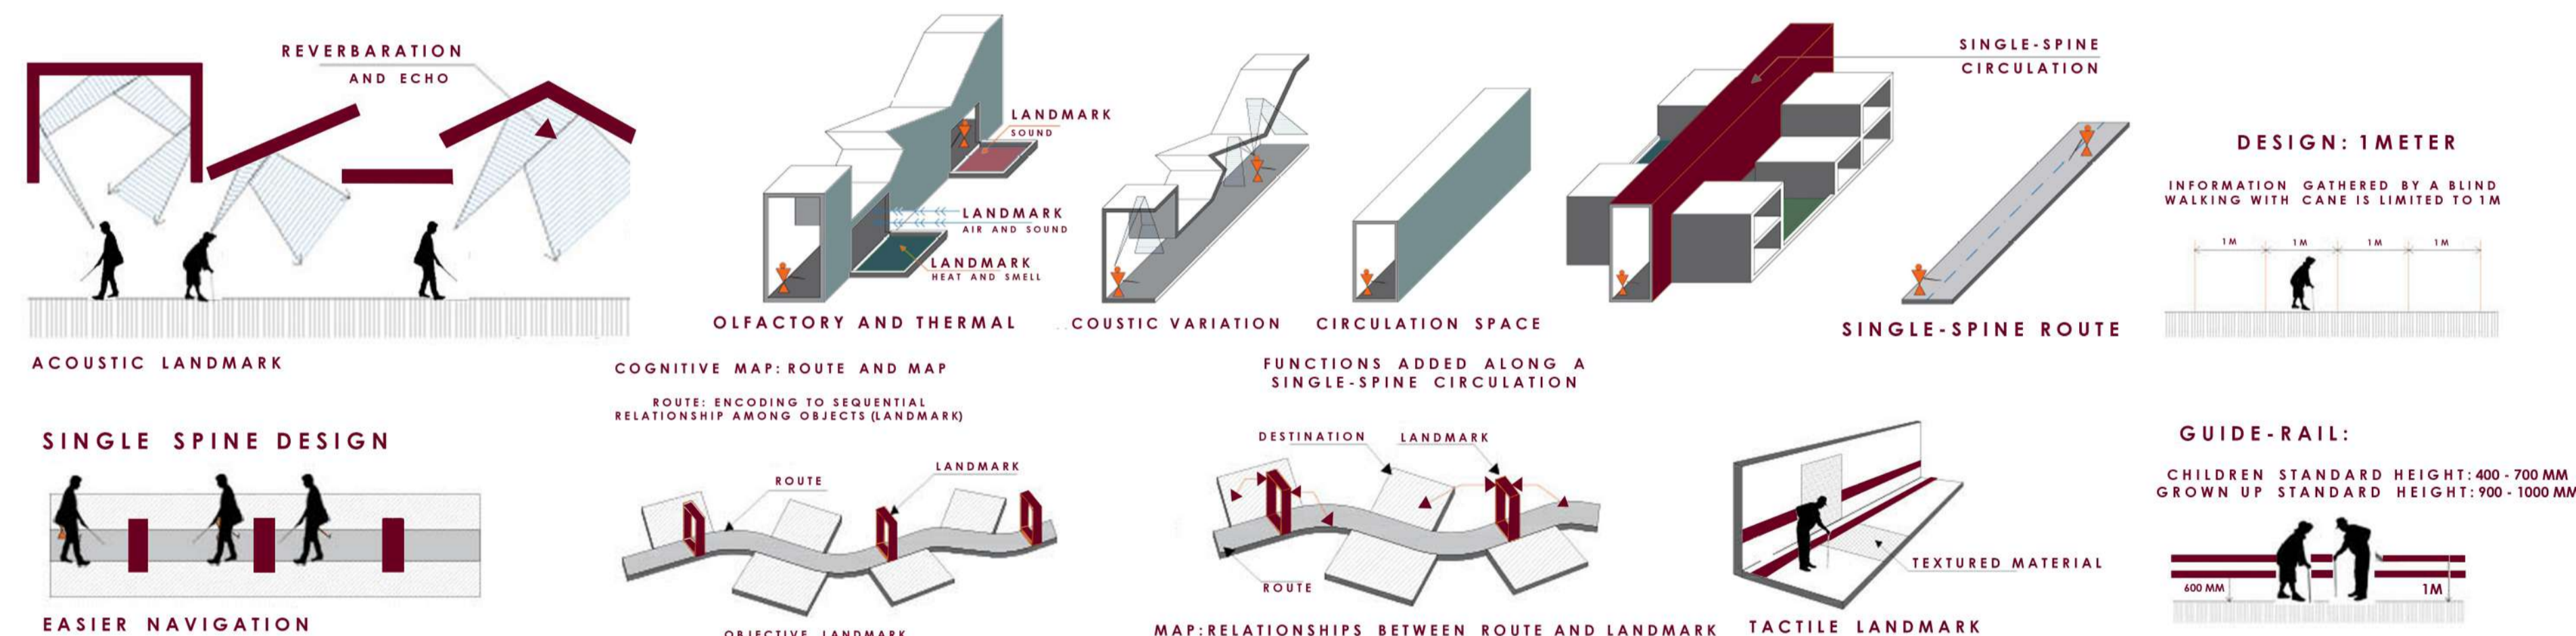 REVERBARATION
AND ECHO
ACOUSTIC LANDMARK
LANDMARK
SOUND
LANDMARK
AIR AND SOUND
LANDMARK
HEAT AND SMELL
OLFACTORY AND THERMAL
COUSTIC VARIATION
CIRCULATION SPACE
SINGLE-SPINE
CIRCULATION
SINGLE-SPINE ROUTE
FUNCTIONS ADDED ALONG A
SINGLE-SPINE CIRCULATION
DESIGN: 1METER
INFORMATION GATHERED BY A BLIND
WALKING WITH CANE IS LIMITED TO 1M
1M 1M 1M 1M
SINGLE SPINE DESIGN
EASIER NAVIGATION
COGNITIVE MAP: ROUTE AND MAP
ROUTE: ENCODING TO SEQUENTIAL
RELATIONSHIP AMONG OBJECTS (LANDMARK)
ROUTE
LANDMARK
OBJECTIVE LANDMARK
DESTINATION
LANDMARK
ROUTE
MAP:RELATIONSHIPS BETWEEN ROUTE AND LANDMARK
TEXTURED MATERIAL
TACTILE LANDMARK
GUIDE-RAIL:
CHILDREN STANDARD HEIGHT: 400 - 700 MM
GROWN UP STANDARD HEIGHT: 900 - 1000 MM
600 MM
1M